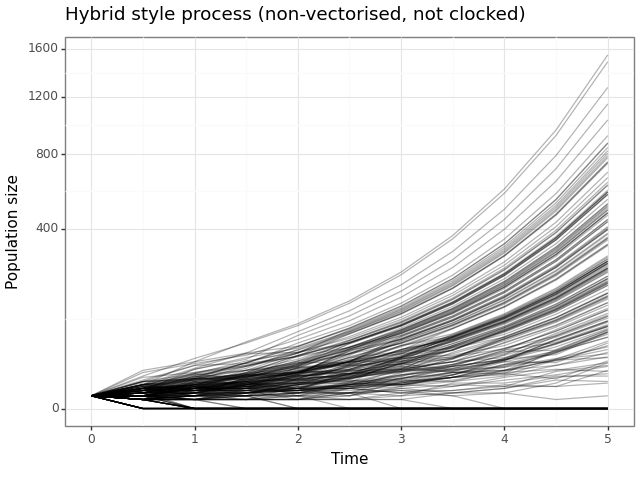 Hybrid style process (non-vectorised, not clocked)
1600
1200
800
400
0
0 1 2 3 4 5
Population size
Time